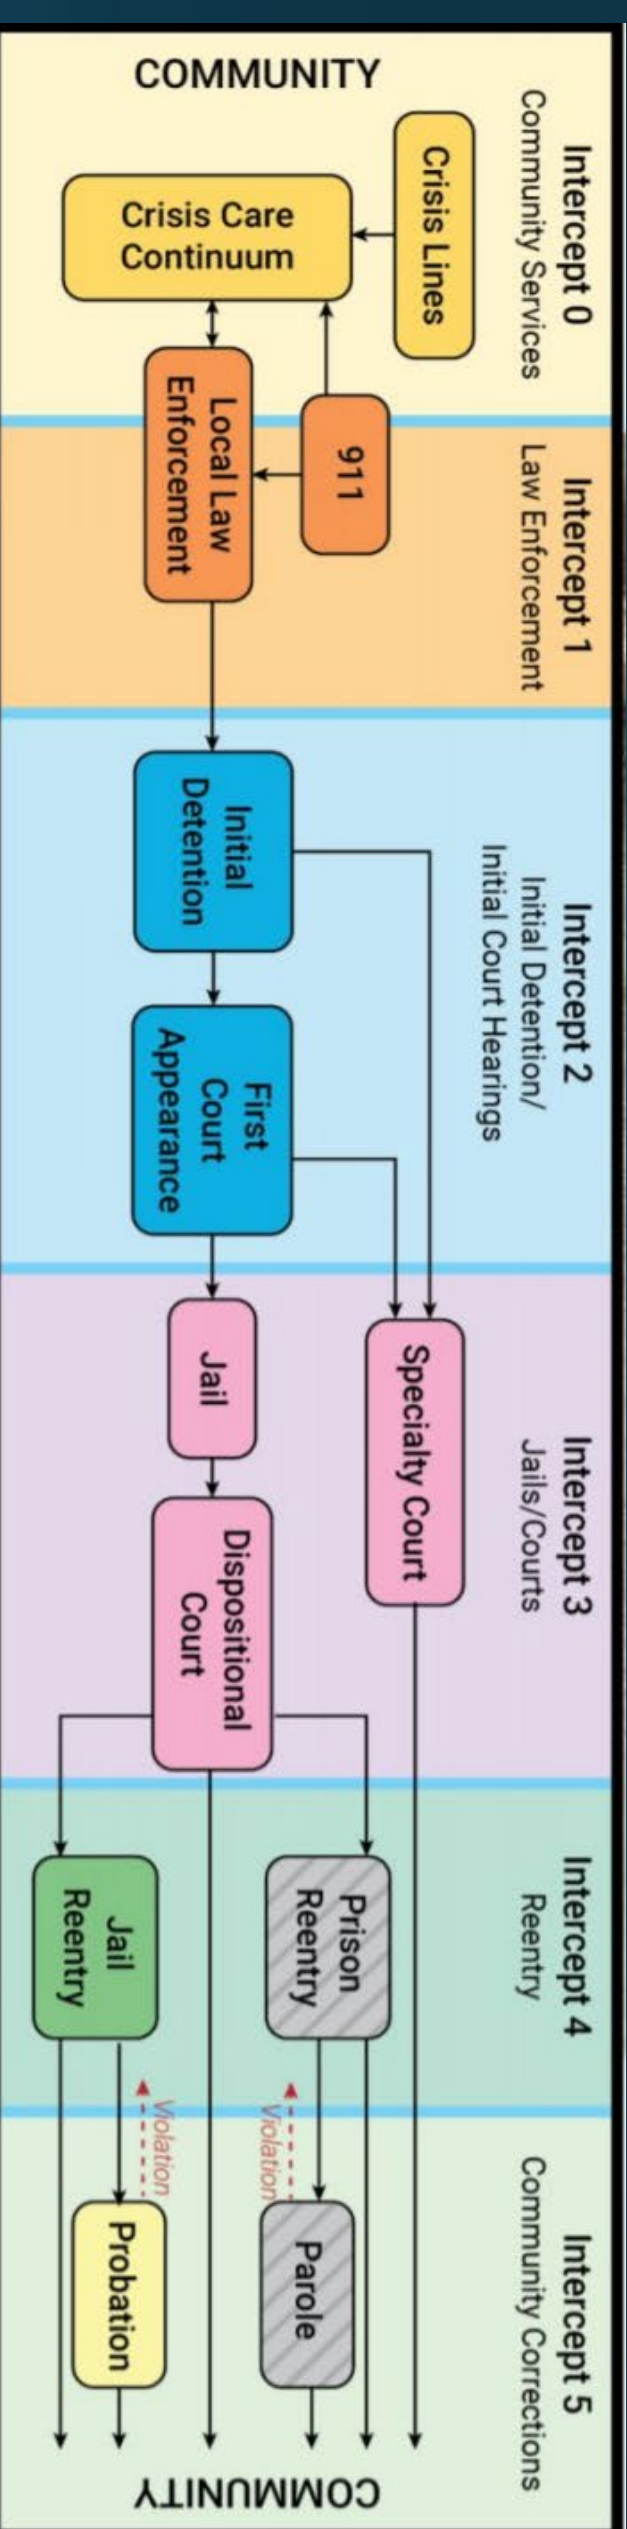 Intercept 0
Community Services
Intercept 1
Law Enforcement
Intercept 2
Initial Detention/
Initial Court Hearings
Intercept 3
Jails/Courts
Intercept 4
Reentry
Intercept 5
Community Corrections
COMMUNITY
Crisis Lines
Crisis Care
Continuum
911
Local Law
Enforcement
Initial
Detention
First
Court
Appearance
Specialty Court
Jail
Dispositional
Court
Prison
Reentry
Jail
Reentry
Violation
Violation
Parole
Probation
COMMUNITY